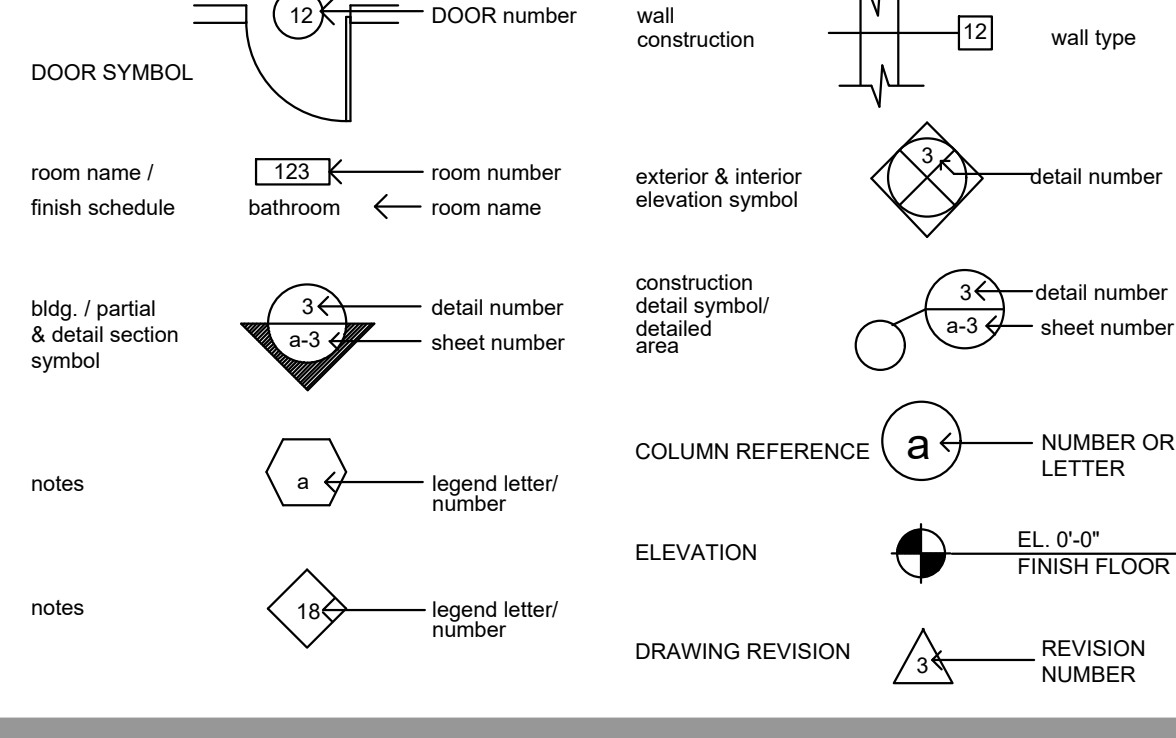 DOOR SYMBOL
12
DOOR number
room name /
123
room number
finish schedule
bathroom
room name
bldg. / partial
& detail section
symbol
3
detail number
a-3
sheet number
notes
a
legend letter/
number
notes
18
legend letter/
number
wall
construction
12
wall type
exterior & interior
elevation symbol
3
detail number
construction
detail symbol/
detailed
area
3
detail number
a-3
sheet number
COLUMN REFERENCE
a
NUMBER OR
LETTER
ELEVATION
EL. 0'-0"
FINISH FLOOR
DRAWING REVISION
3
REVISION
NUMBER